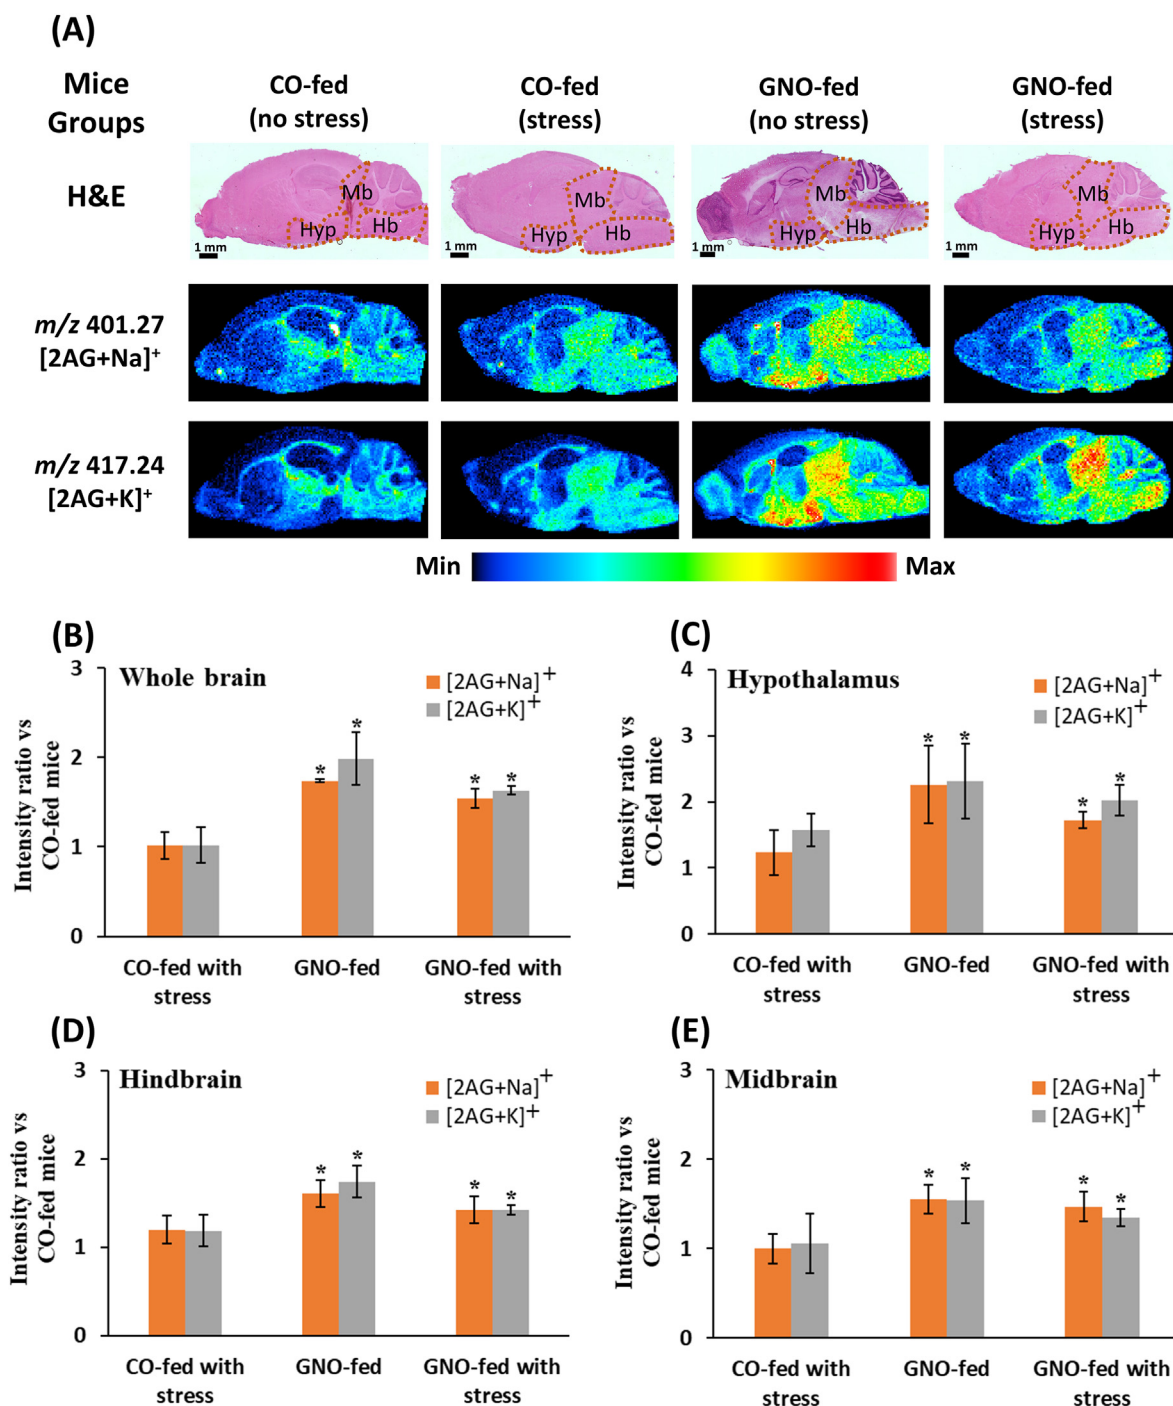 (A)
Mice
Groups
CO-fed
(no stress)
CO-fed
(stress)
GNO-fed
(no stress)
GNO-fed
(stress)
H&E
Mb
Hyp
Hb
1 mm
Mb
Hyp
Hb
1 mm
Mb
Hyp
Hb
1 mm
Mb
Hyp
Hb
1 mm
m/z 401.27
[2AG+Na]⁺
m/z 417.24
[2AG+K]⁺
Min
Max
(B)
Whole brain
[2AG+Na]⁺
[2AG+K]⁺
Intensity ratio vs
CO-fed mice
3
2
1
0
* * * *
CO-fed with
stress
GNO-fed
GNO-fed with
stress
(C)
Hypothalamus
[2AG+Na]⁺
[2AG+K]⁺
Intensity ratio vs
CO-fed mice
4
3
2
1
0
* * * *
CO-fed with
stress
GNO-fed
GNO-fed with
stress
(D)
Hindbrain
[2AG+Na]⁺
[2AG+K]⁺
Intensity ratio vs
CO-fed mice
3
2
1
0
* * * *
CO-fed with
stress
GNO-fed
GNO-fed with
stress
(E)
Midbrain
[2AG+Na]⁺
[2AG+K]⁺
Intensity ratio vs
CO-fed mice
3
2
1
0
* * * *
CO-fed with
stress
GNO-fed
GNO-fed with
stress